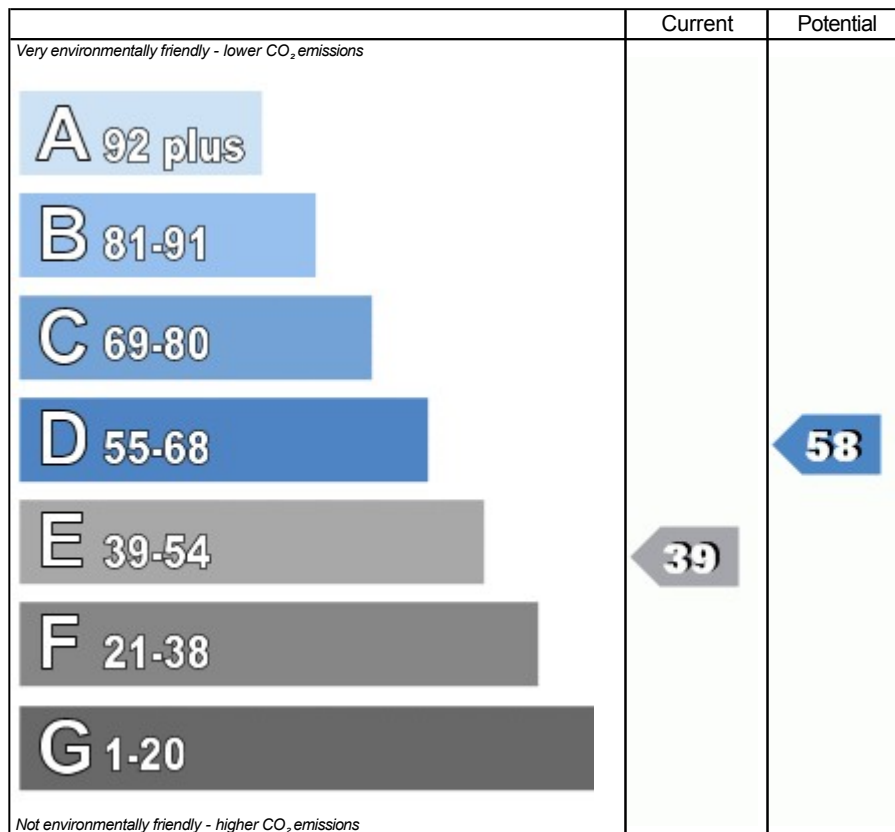 Current Potential
Very environmentally friendly - lower CO₂ emissions
A 92 plus
B 81-91
C 69-80
D 55-68
58
E 39-54
39
F 21-38
G 1-20
Not environmentally friendly - higher CO₂ emissions